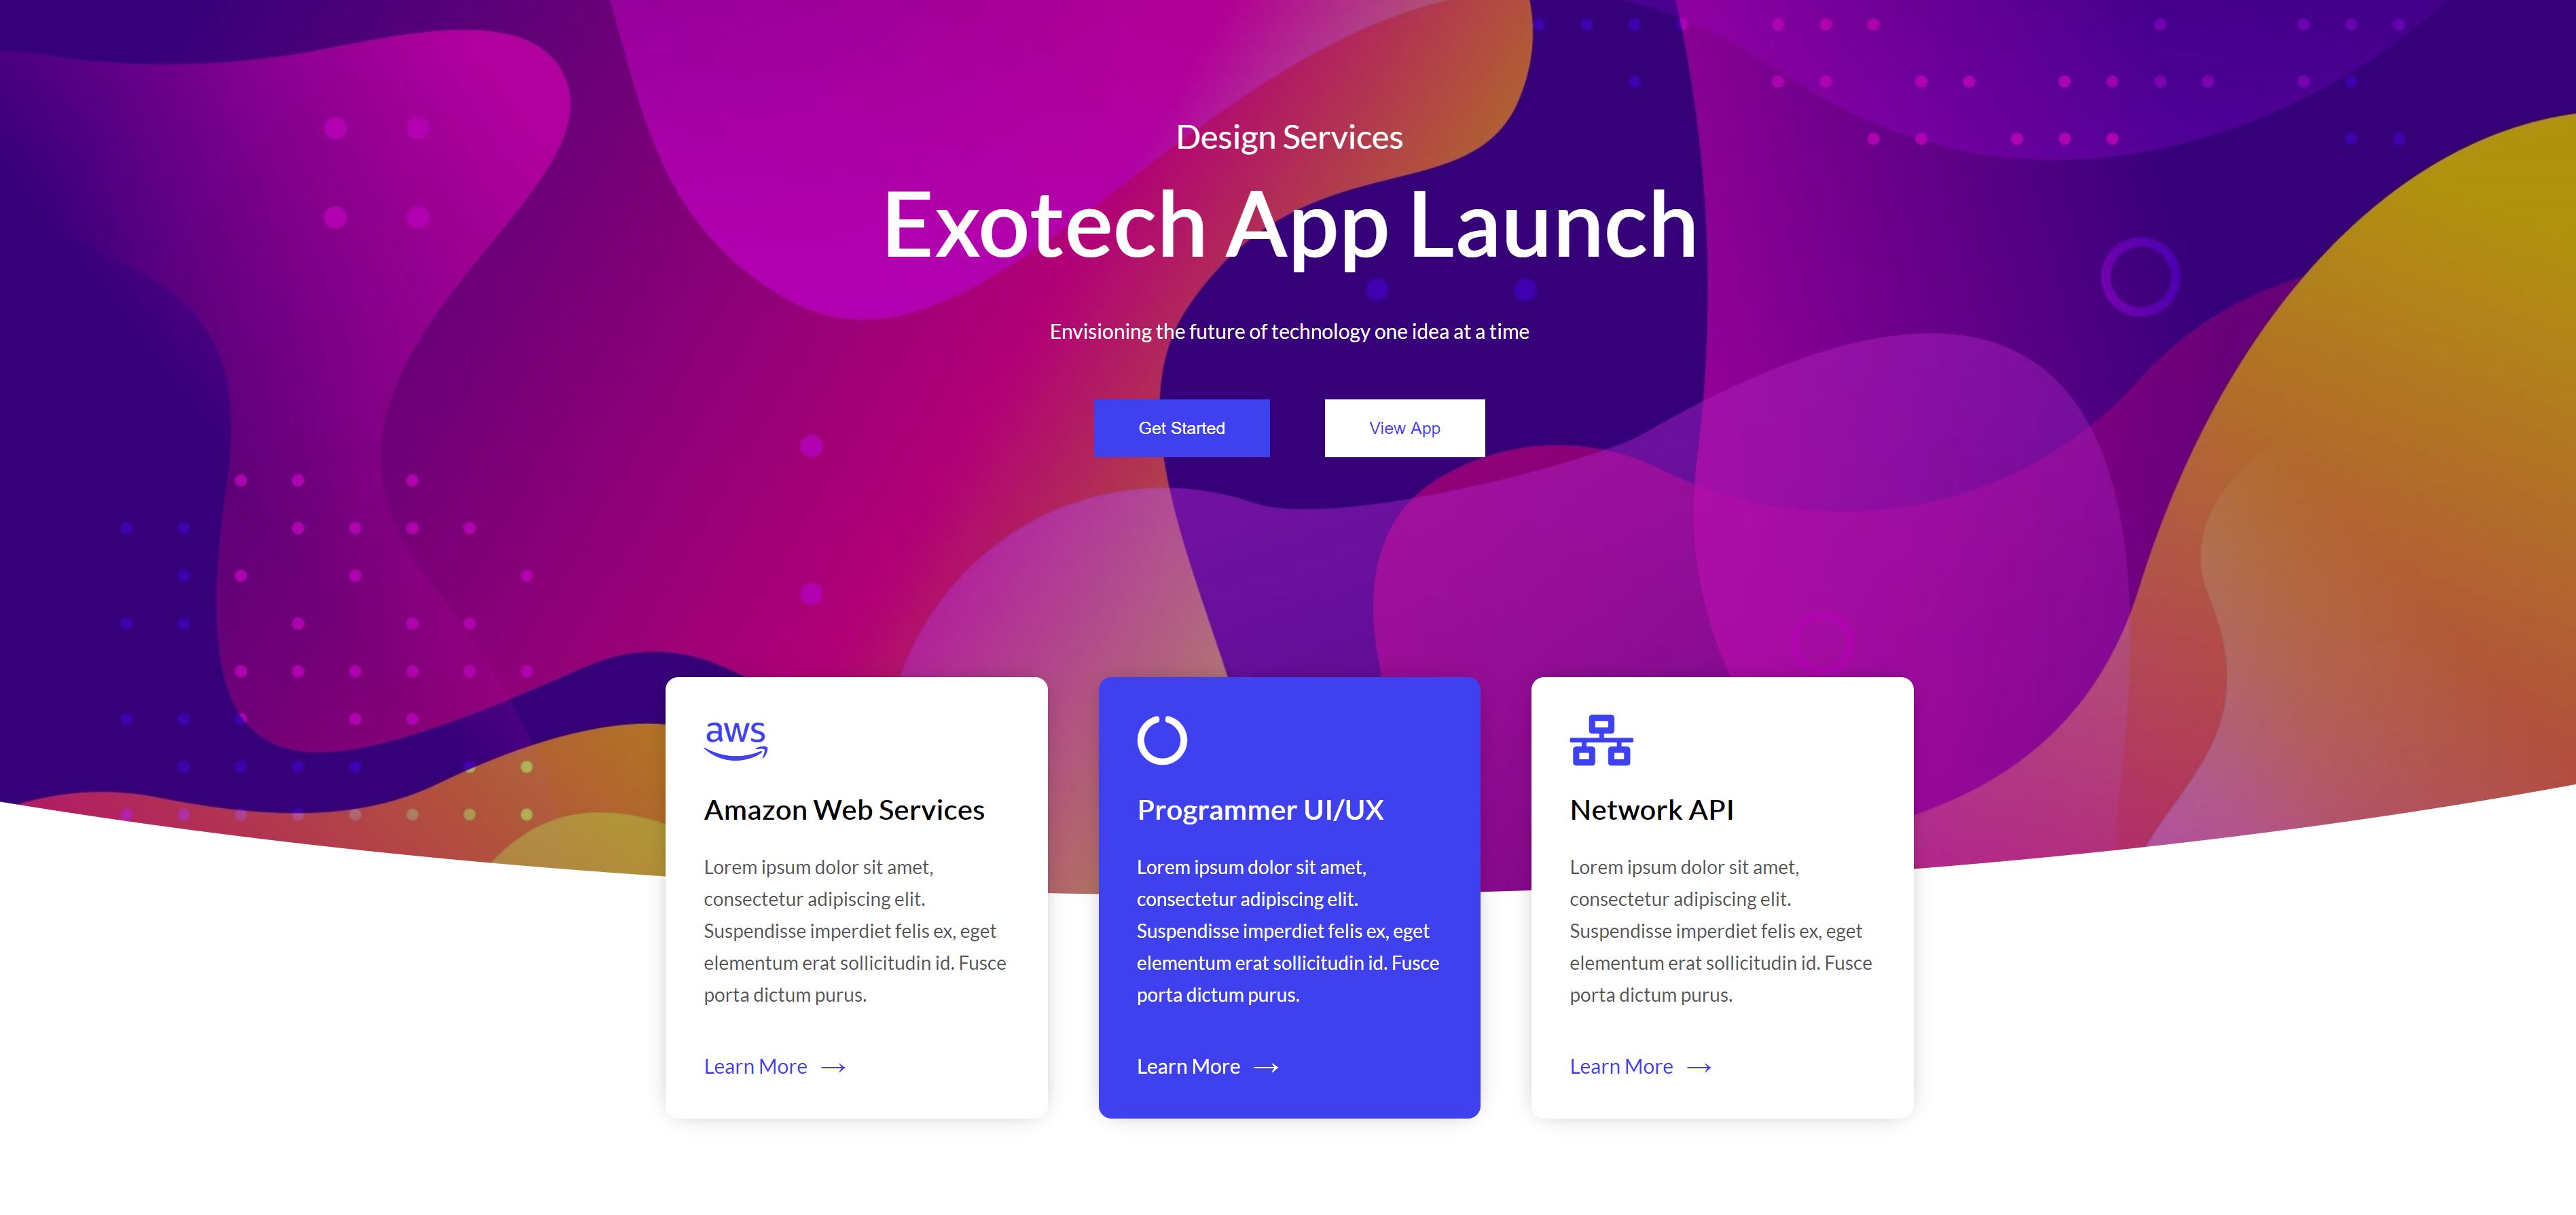 Design Services
Exotech App Launch
Envisioning the future of technology one idea at a time
Get Started
View App
aws
Amazon Web Services
Lorem ipsum dolor sit amet,
consectetur adipiscing elit.
Suspendisse imperdiet felis ex, eget
elementum erat sollicitudin id. Fusce
porta dictum purus.
Learn More
Programmer UI/UX
Lorem ipsum dolor sit amet,
consectetur adipiscing elit.
Suspendisse imperdiet felis ex, eget
elementum erat sollicitudin id. Fusce
porta dictum purus.
Learn More
Network API
Lorem ipsum dolor sit amet,
consectetur adipiscing elit.
Suspendisse imperdiet felis ex, eget
elementum erat sollicitudin id. Fusce
porta dictum purus.
Learn More